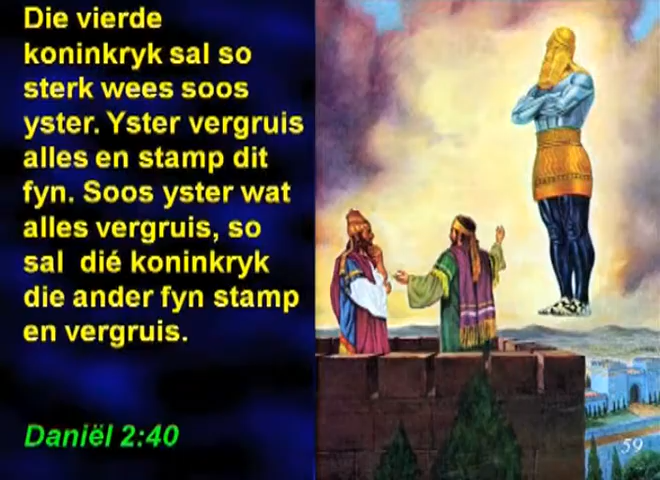 Die vierde
koninkryk sal so
sterk wees soos
yster. Yster vergruis
alles en stamp dit
fyn. Soos yster wat
alles vergruis, so
sal dié koninkryk
die ander fyn stamp
en vergruis.
Daniël 2:40
59